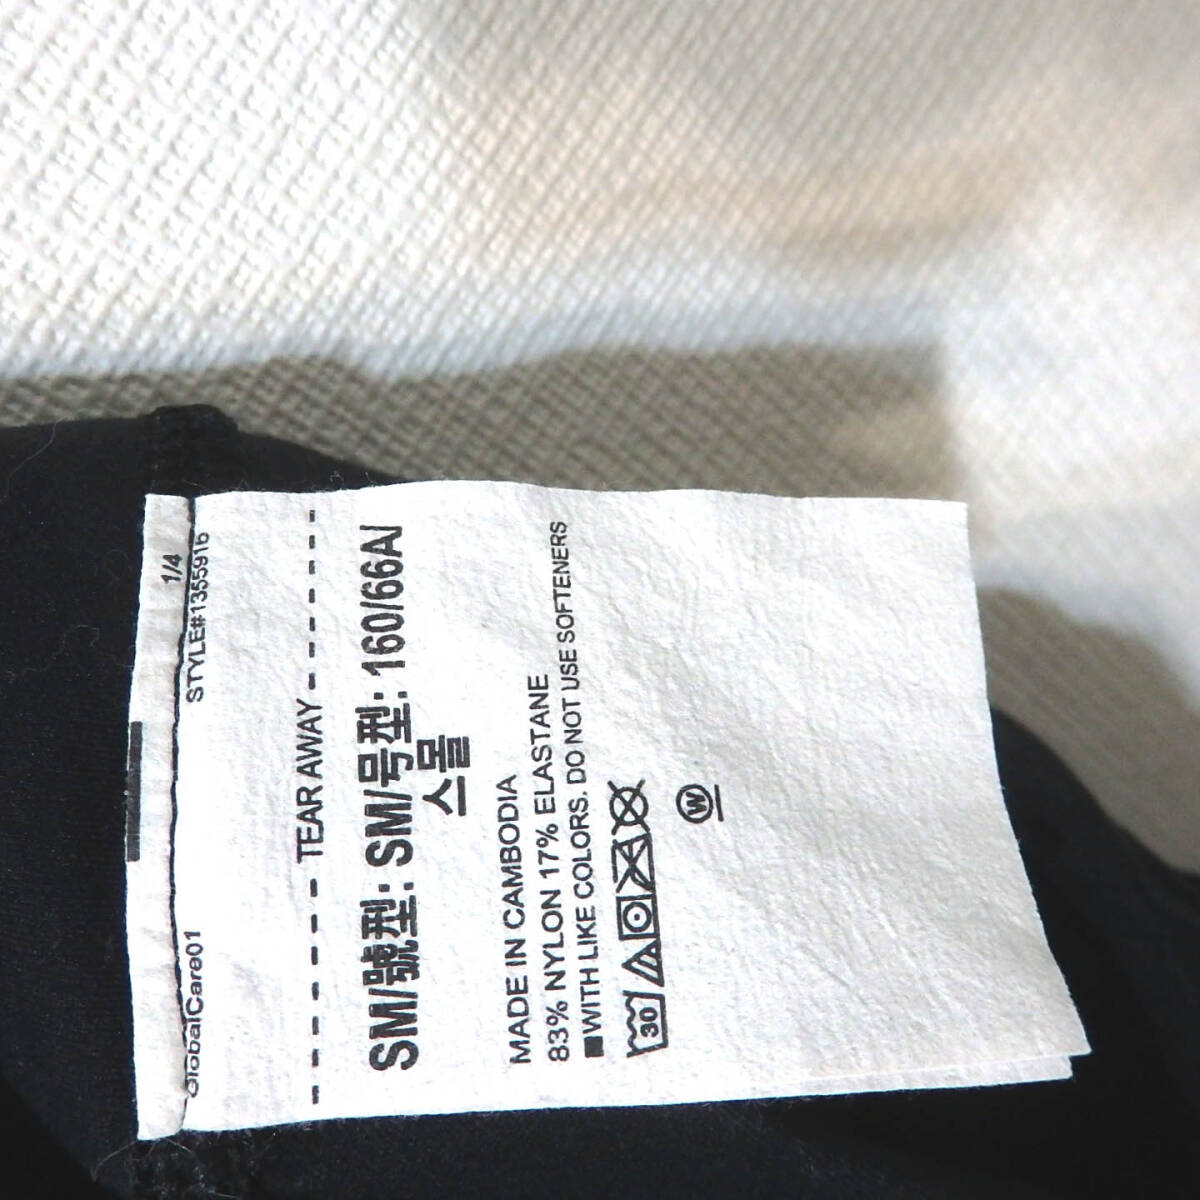 1/4
GlobalCare01 STYLE#1355916
TEAR AWAY
SM/號型: SM/号型: 160/66A/
스몰
MADE IN CAMBODIA
83% NYLON 17% ELASTANE
■WITH LIKE COLORS. DO NOT USE SOFTENERS
30
W